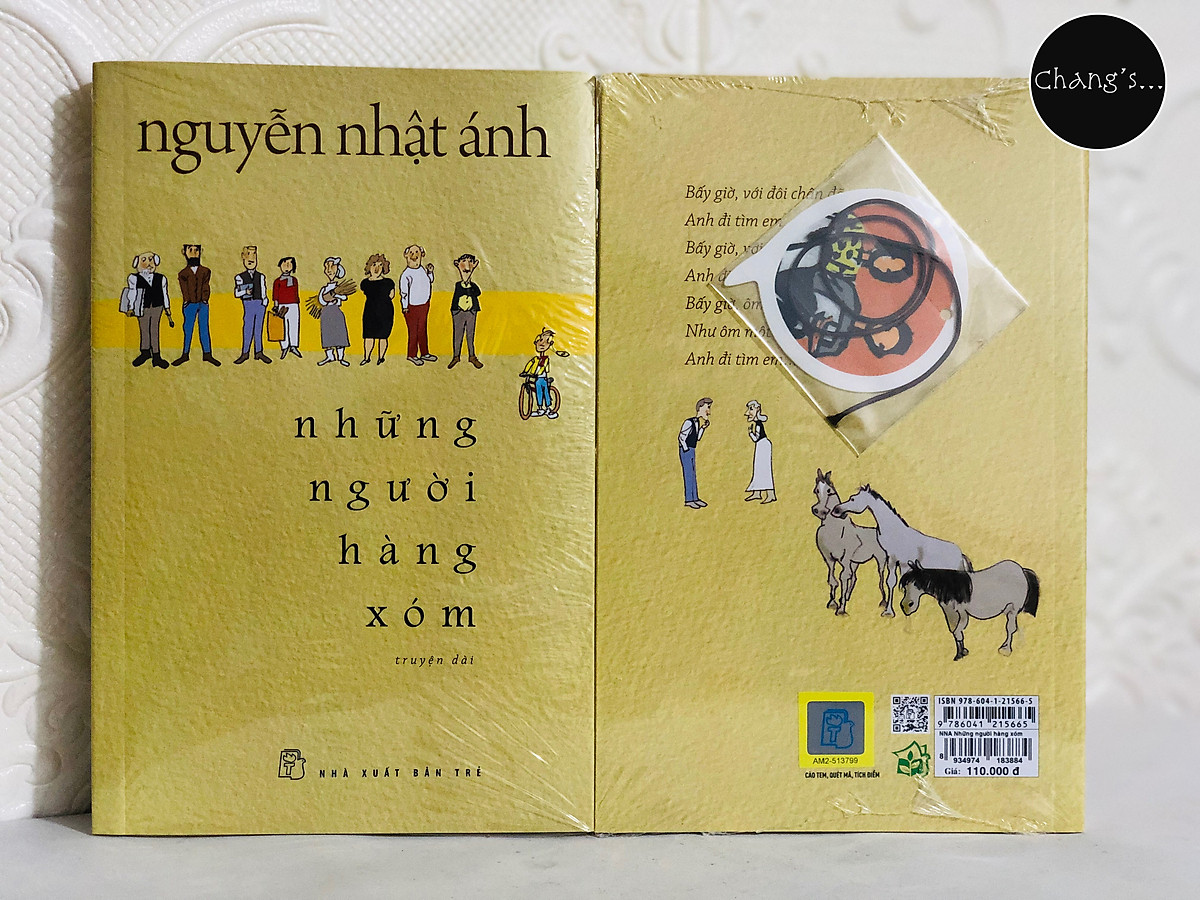 nguyễn nhật ánh
những
người
hàng
xóm
truyện dài
NHÀ XUẤT BẢN TRẺ
Chang's...
Bấy giờ, với đôi chân
Anh đi tìm em
Bấy giờ, với
Anh
Bấy giờ, ôm
Như ôm một
Anh đi tìm em...
AM2-513799
CÀO TEM, QUÉT MÃ, TÍCH ĐIỂM
ISBN 978-604-1-21566-5
9 786041 215665
NNA Những người hàng xóm
8 934974 183884
Giá: 110.000 đ